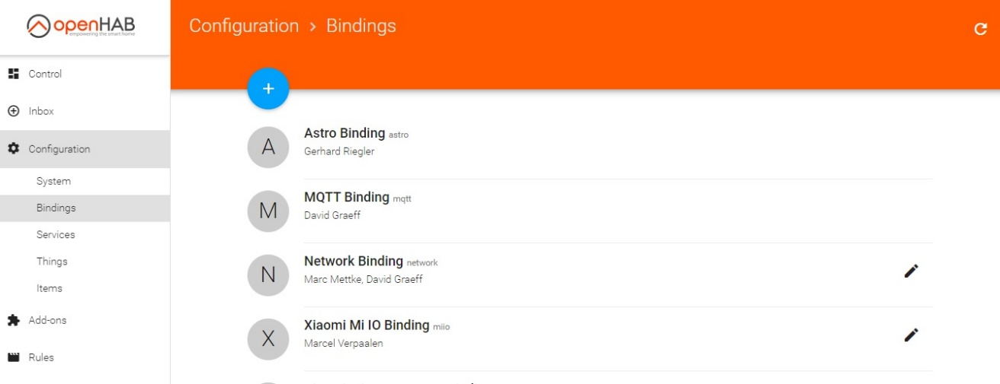 openHAB
empowering the smart home
Configuration > Bindings
Control
Inbox
Configuration
System
Bindings
Services
Things
Items
Add-ons
Rules
+
A
Astro Binding astro
Gerhard Riegler
M
MQTT Binding mqtt
David Graeff
N
Network Binding network
Marc Mettke, David Graeff
X
Xiaomi Mi IO Binding miio
Marcel Verpaalen